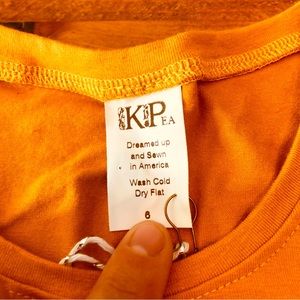 KPEA
Dreamed up
and Sewn
in America
Wash Cold
Dry Flat
6